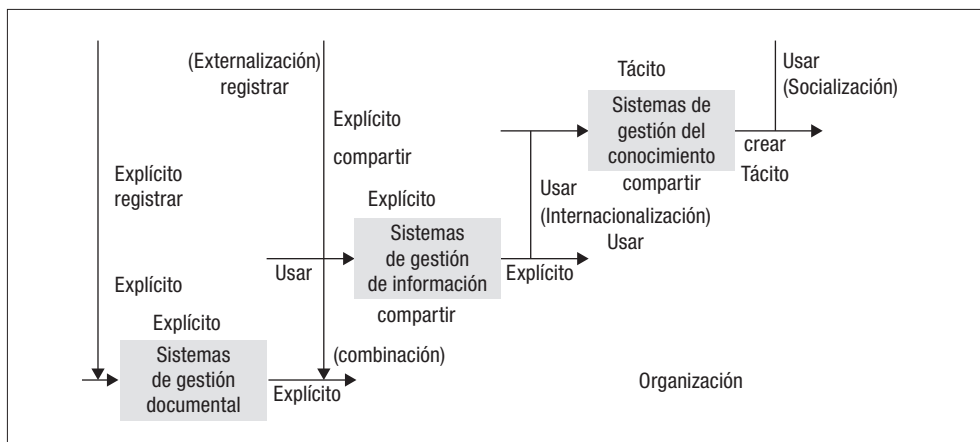 (Externalización)
registrar
Tácito
Usar
(Socialización)
Sistemas de
gestión del
conocimiento
compartir
crear
Tácito
Explícito
compartir
Explícito
registrar
Usar
(Internacionalización)
Usar
Explícito
Sistemas
de gestión
de información
compartir
Usar
Explícito
Explícito
Explícito
Sistemas
de gestión
documental
(combinación)
Explícito
Organización